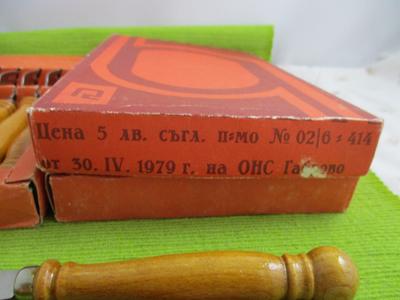 Цена 5 лв. съгл. п=мо № 02/6 = 414
от 30. IV. 1979 г. на ОНС Габрово